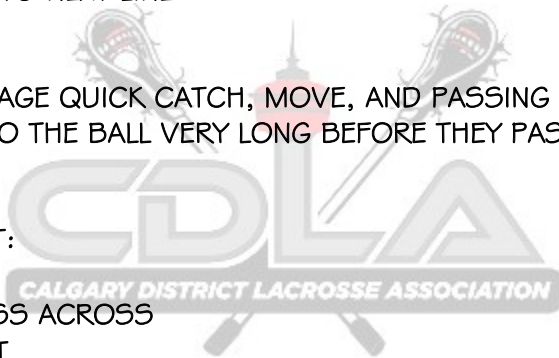 AGE QUICK CATCH, MOVE, AND PASSING
O THE BALL VERY LONG BEFORE THEY PAS
T:
CDLA
CALGARY DISTRICT LACROSSE ASSOCIATION
SS ACROSS